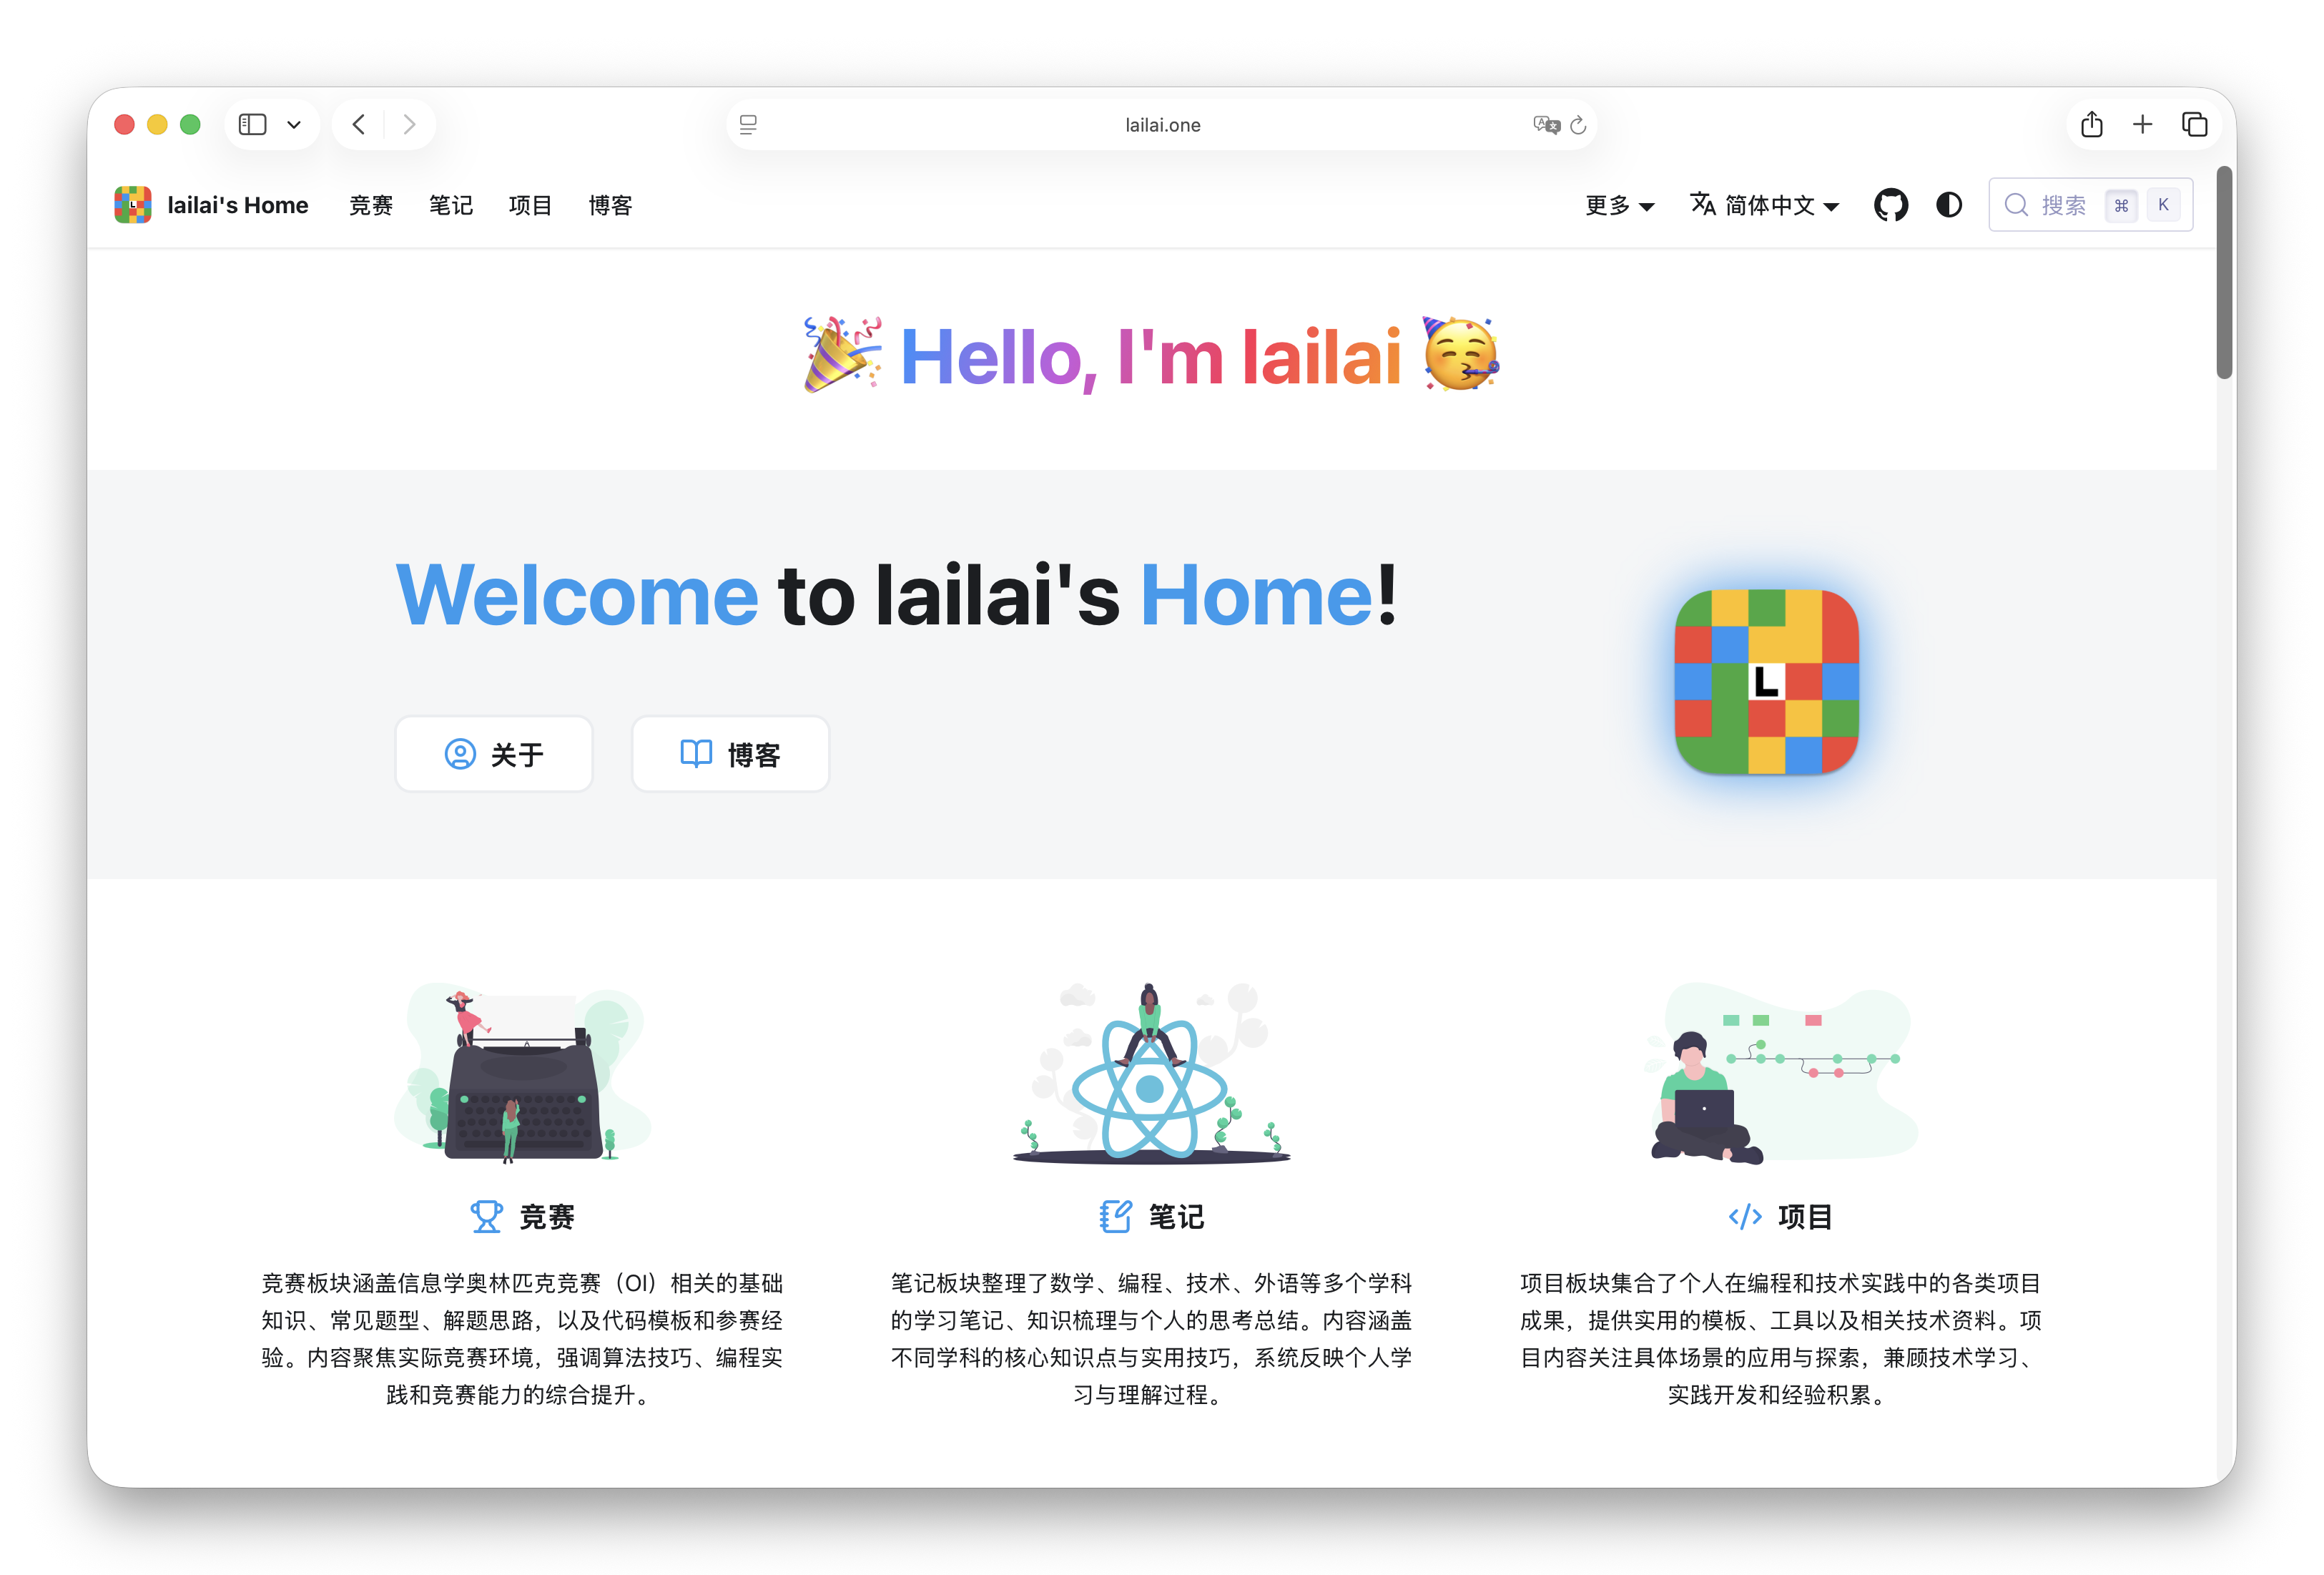 lailai.one
lailai's Home 竞赛 笔记 项目 博客 更多 简体中文 搜索 ⌘ K
🎉 Hello, I'm lailai 🥳
Welcome to lailai's Home!
L
关于 博客
竞赛
竞赛板块涵盖信息学奥林匹克竞赛（OI）相关的基础
知识、常见题型、解题思路，以及代码模板和参赛经
验。内容聚焦实际竞赛环境，强调算法技巧、编程实
践和竞赛能力的综合提升。
笔记
笔记板块整理了数学、编程、技术、外语等多个学科
的学习笔记、知识梳理与个人的思考总结。内容涵盖
不同学科的核心知识点与实用技巧，系统反映个人学
习与理解过程。
项目
项目板块集合了个人在编程和技术实践中的各类项目
成果，提供实用的模板、工具以及相关技术资料。项
目内容关注具体场景的应用与探索，兼顾技术学习、
实践开发和经验积累。